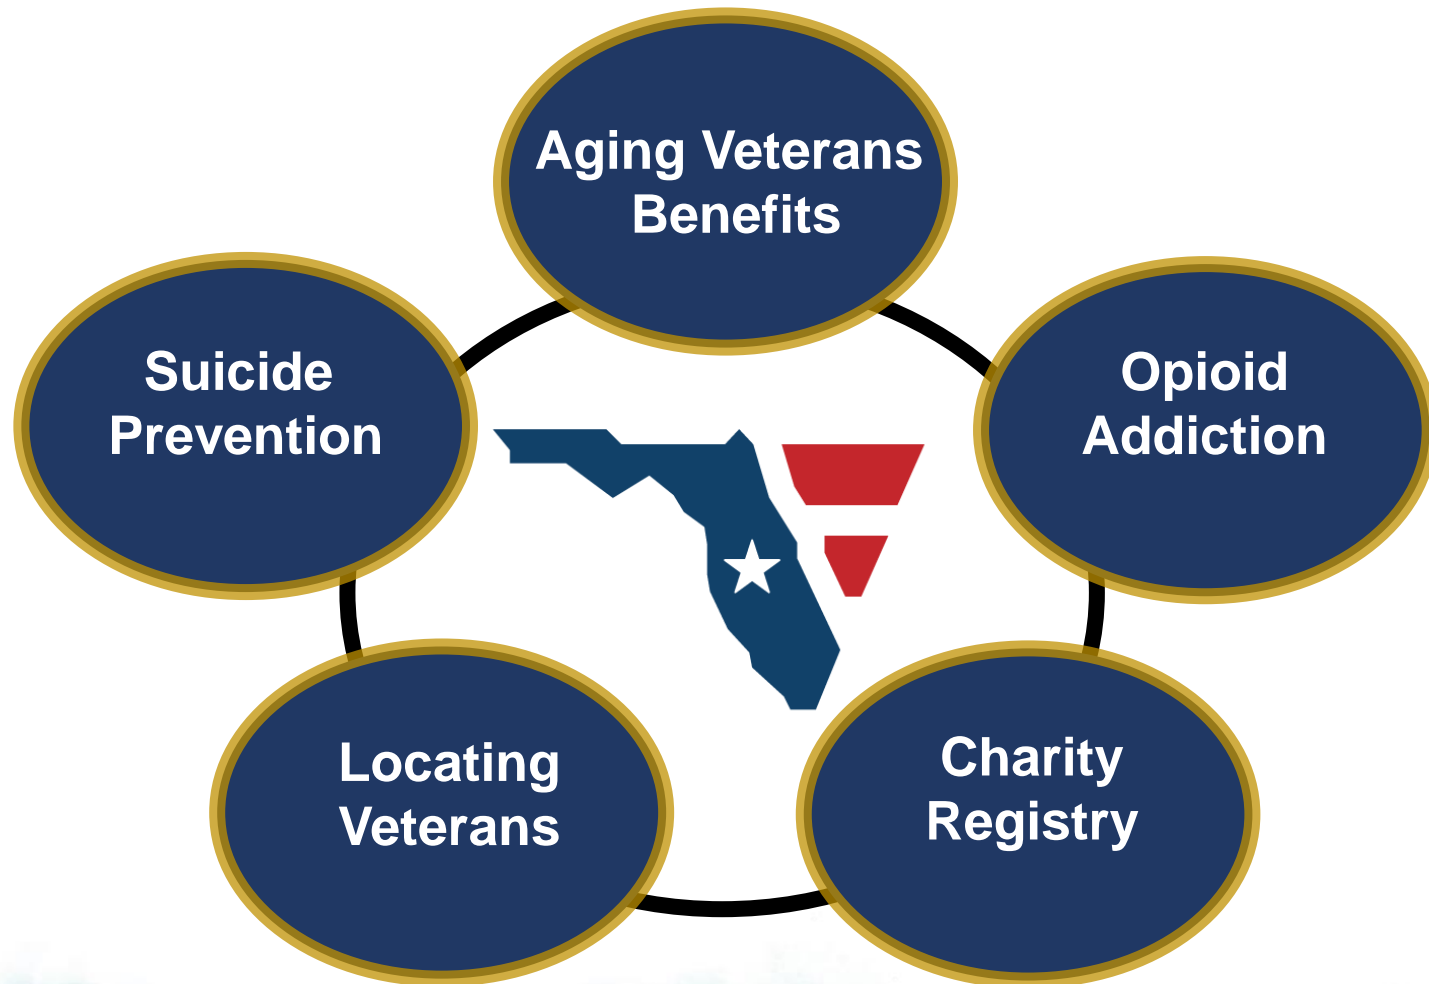 Aging Veterans
Benefits
Suicide
Prevention
Opioid
Addiction
Locating
Veterans
Charity
Registry